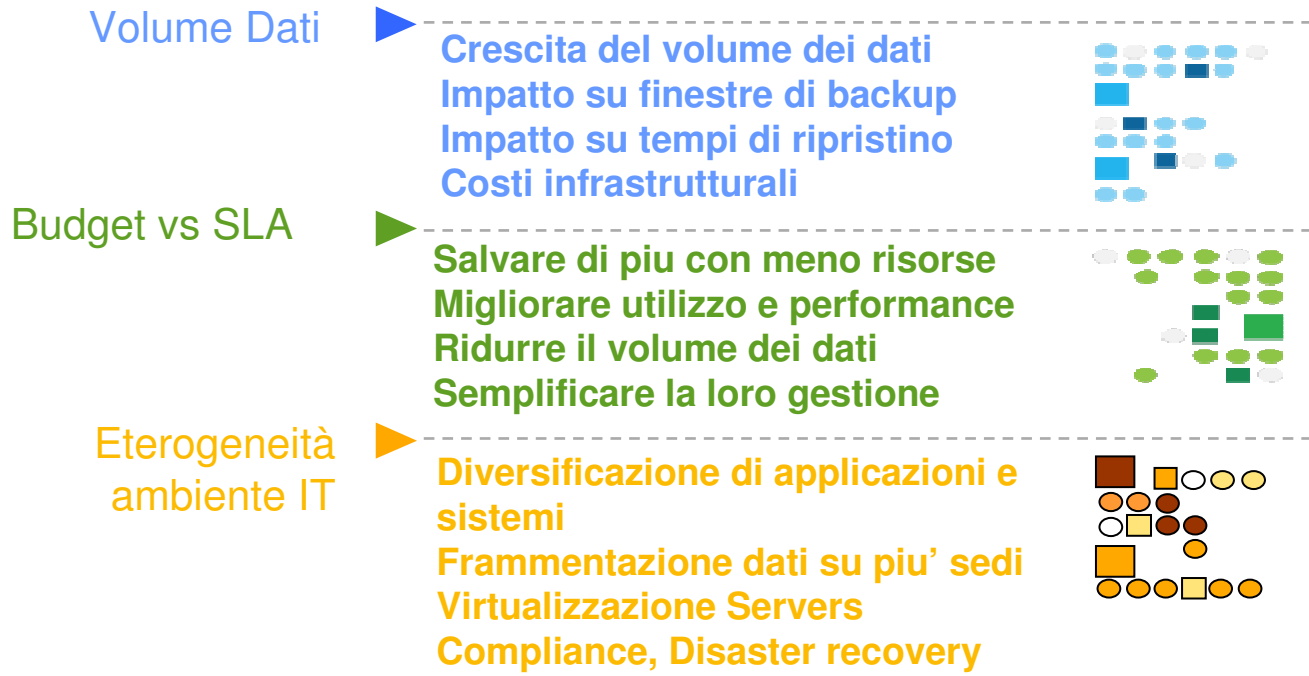 Volume Dati
Crescita del volume dei dati
Impatto su finestre di backup
Impatto su tempi di ripristino
Costi infrastrutturali
Budget vs SLA
Salvare di piu con meno risorse
Migliorare utilizzo e performance
Ridurre il volume dei dati
Semplificare la loro gestione
Eterogeneità
ambiente IT
Diversificazione di applicazioni e
sistemi
Frammentazione dati su piu’ sedi
Virtualizzazione Servers
Compliance, Disaster recovery